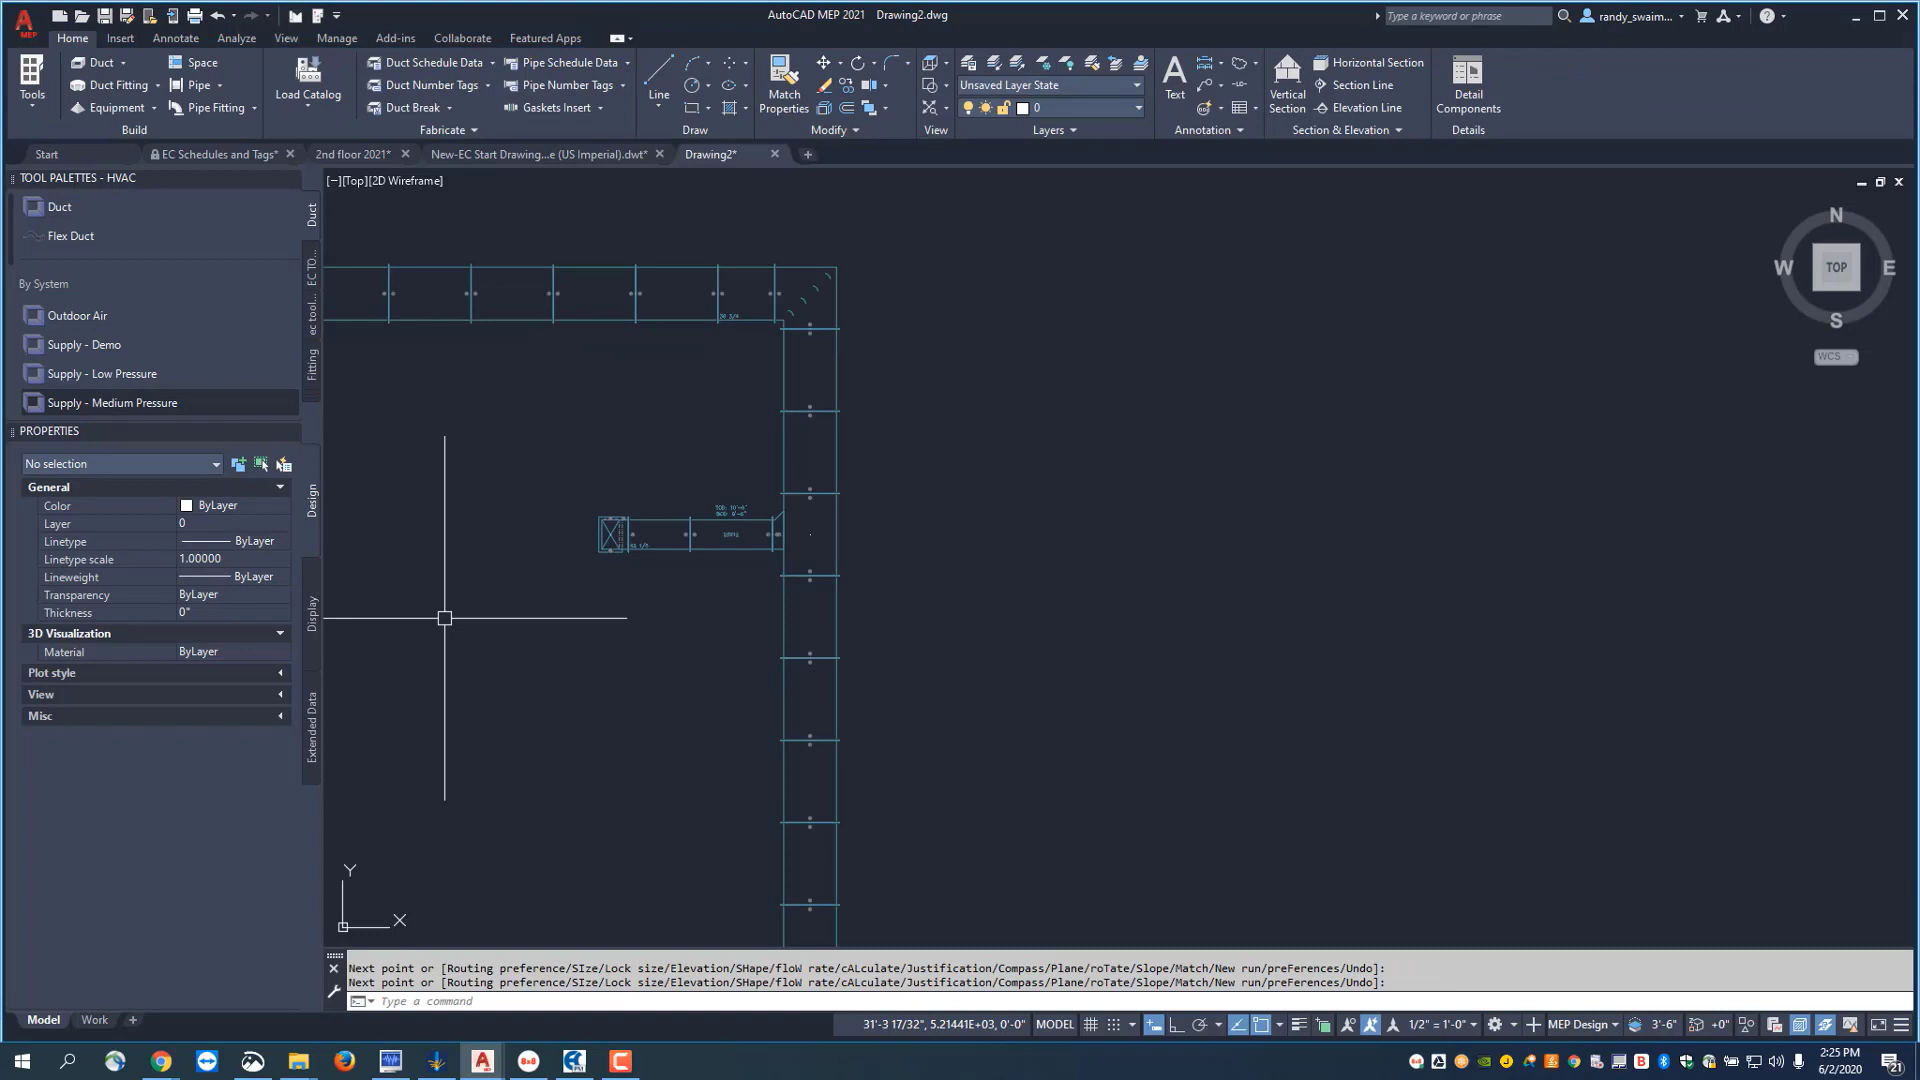 AutoCAD MEP 2021 Drawing2.dwg
Type a keyword or phrase
randy_swaim...
Home Insert Annotate Analyze View Manage Add-ins Collaborate Featured Apps
Tools
Duct
Duct Fitting
Equipment
Space
Pipe
Pipe Fitting
Build
Load Catalog
Duct Schedule Data
Duct Number Tags
Duct Break
Pipe Schedule Data
Pipe Number Tags
Gaskets Insert
Fabricate
Line
Draw
Match
Properties
Modify
View
Unsaved Layer State
0
Layers
Text
Annotation
Vertical
Section
Horizontal Section
Section Line
Elevation Line
Section & Elevation
Detail
Components
Details
Start EC Schedules and Tags* 2nd floor 2021* New-EC Start Drawing...e (US Imperial).dwt* Drawing2*
TOOL PALETTES - HVAC
Duct
Flex Duct
By System
Outdoor Air
Supply - Demo
Supply - Low Pressure
Supply - Medium Pressure
Duct
EC TO...
ec tool...
Fitting
PROPERTIES
No selection
General
Color ByLayer
Layer 0
Linetype ByLayer
Linetype scale 1.00000
Lineweight ByLayer
Transparency ByLayer
Thickness 0"
3D Visualization
Material ByLayer
Plot style
View
Misc
Design
Display
Extended Data
[−][Top][2D Wireframe]
N
W TOP E
S
WCS
Y
X
Next point or [Routing preference/SIze/Lock size/Elevation/SHape/floW rate/cALculate/Justification/Compass/Plane/roTate/Slope/Match/New run/preFerences/Undo]:
Next point or [Routing preference/SIze/Lock size/Elevation/SHape/floW rate/cALculate/Justification/Compass/Plane/roTate/Slope/Match/New run/preFerences/Undo]:
Type a command
Model Work
31'-3 17/32", 5.21441E+03, 0'-0" MODEL 1/2" = 1'-0" MEP Design 3'-6" +0"
2:25 PM
6/2/2020
21